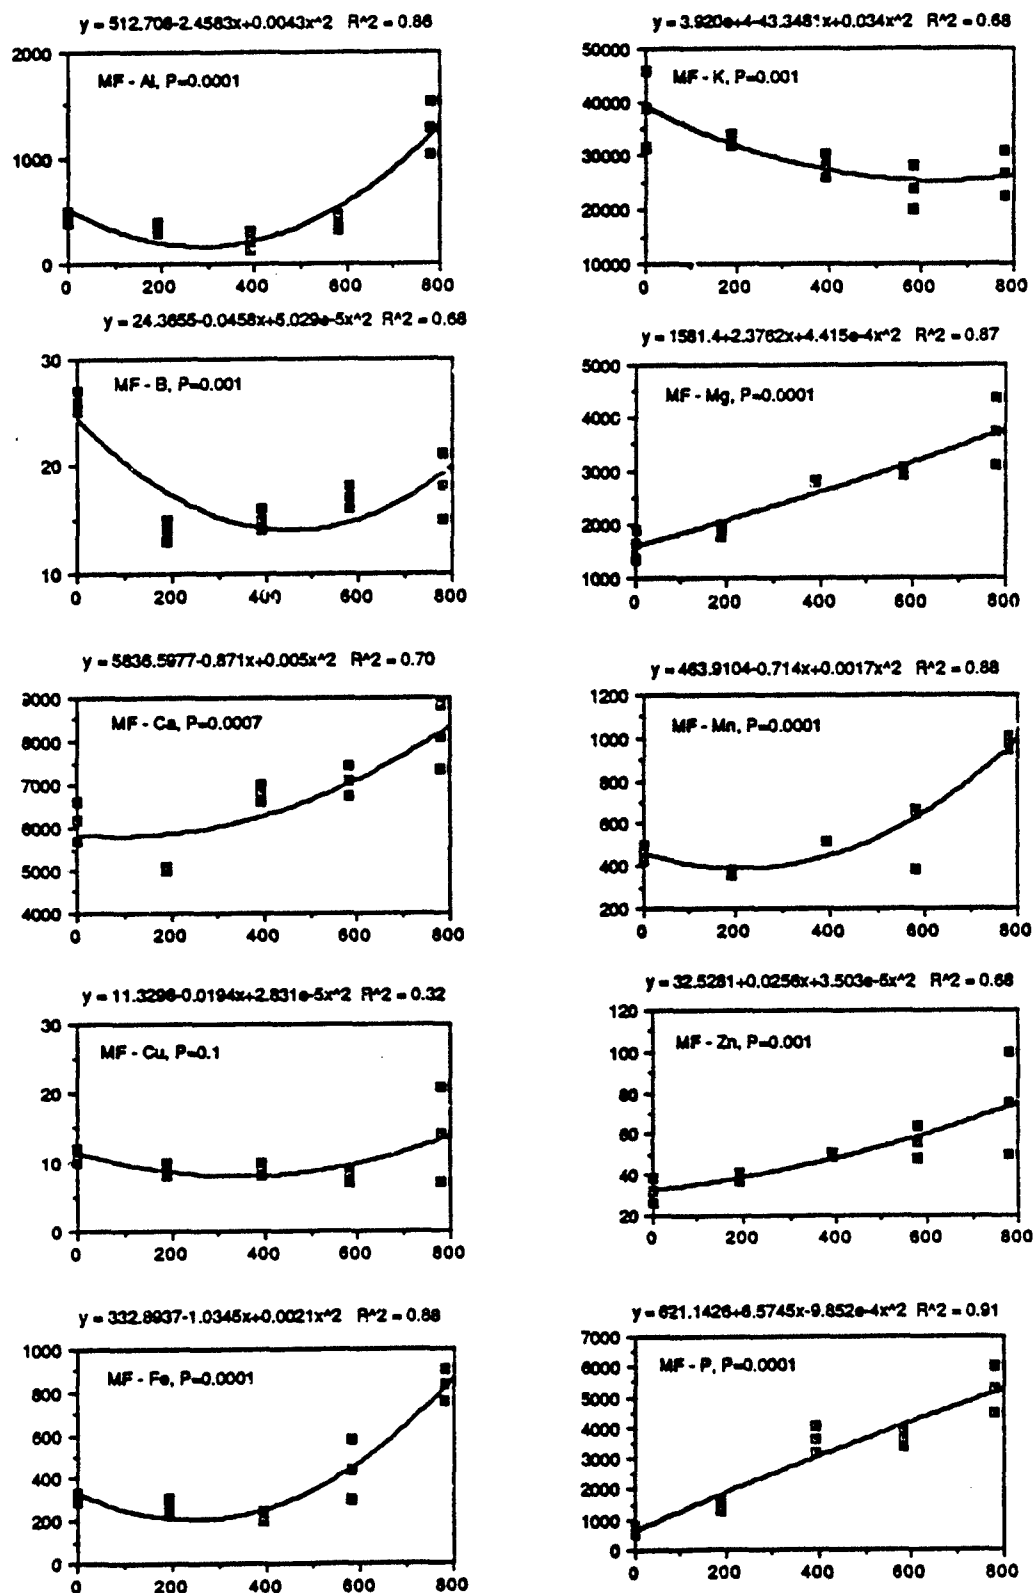 y = 512.708-2.4583x+0.0043x^2 R^2 = 0.86
MF - Al, P=0.0001
2000
1000
0
0 200 400 600 800
y = 3.920e+4-43.3481x+0.034x^2 R^2 = 0.68
MF - K, P=0.001
50000
40000
30000
20000
10000
0 200 400 600 800
y = 24.3655-0.0458x+5.029e-5x^2 R^2 = 0.68
MF - B, P=0.001
30
20
10
0 200 400 600 800
y = 1581.4+2.3762x+4.415e-4x^2 R^2 = 0.87
MF - Mg, P=0.0001
5000
4000
3000
2000
1000
0 200 400 600 800
y = 5836.5977-0.871x+0.005x^2 R^2 = 0.70
MF - Ca, P=0.0007
9000
8000
7000
6000
5000
4000
0 200 400 600 800
y = 463.9104-0.714x+0.0017x^2 R^2 = 0.88
MF - Mn, P=0.0001
1200
1000
800
600
400
200
0 200 400 600 800
y = 11.3296-0.0194x+2.831e-5x^2 R^2 = 0.32
MF - Cu, P=0.1
30
20
10
0
0 200 400 600 800
y = 32.5281+0.0256x+3.503e-5x^2 R^2 = 0.68
MF - Zn, P=0.001
120
100
80
60
40
20
0 200 400 600 800
y = 332.8937-1.0345x+0.0021x^2 R^2 = 0.88
MF - Fe, P=0.0001
1000
800
600
400
200
0
0 200 400 600 800
y = 621.1426+6.5745x-9.852e-4x^2 R^2 = 0.91
MF - P, P=0.0001
7000
6000
5000
4000
3000
2000
1000
0
0 200 400 600 800